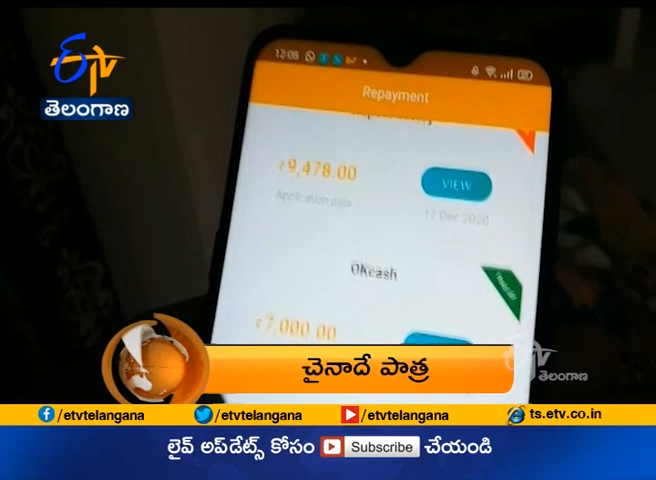 ETV
తెలంగాణ
12:08
Repayment
₹9,478.00
VIEW
Application date
12 Dec 2020
OKcash
₹7,000.00
చైనాదే పాత్ర
ETV తెలంగాణ
/etvtelangana /etvtelangana /etvtelangana ts.etv.co.in
లైవ్ అప్‌డేట్స్ కోసం Subscribe చేయండి